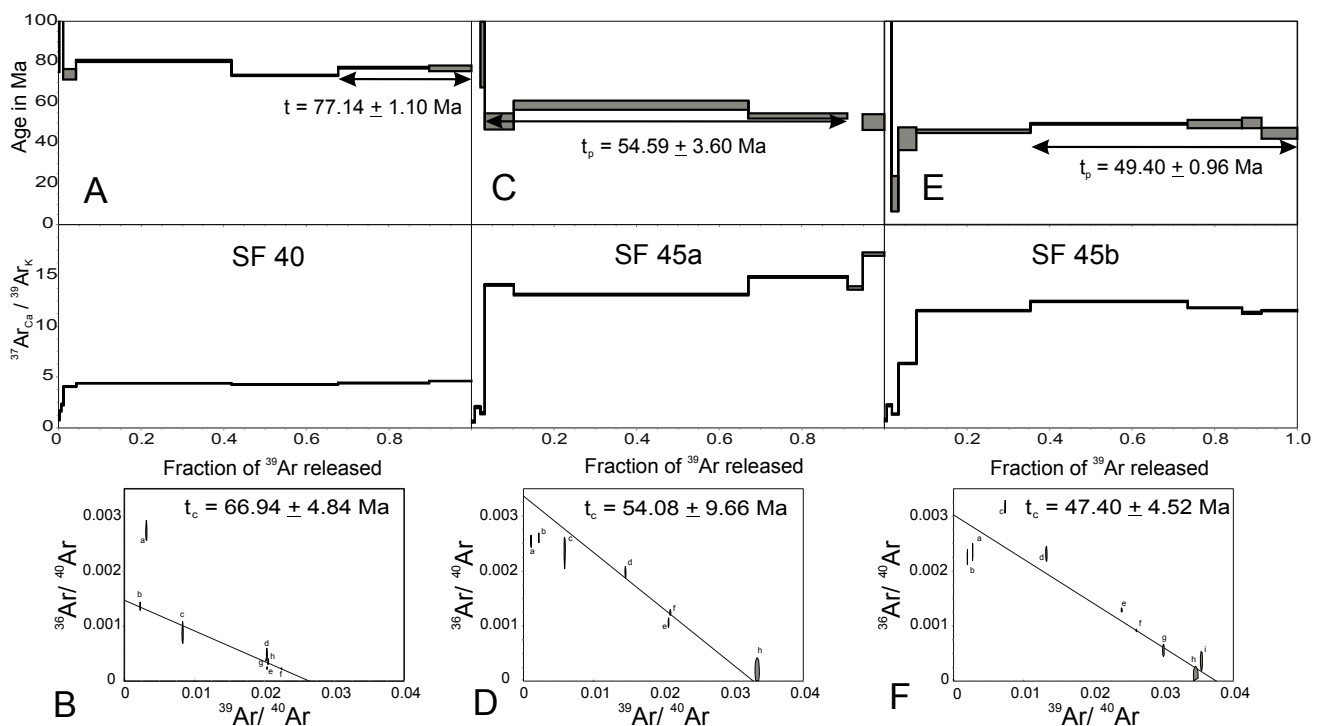 100
80
60
40
20
0
Age in Ma
t = 77.14 ± 1.10 Ma
A
t_p = 54.59 ± 3.60 Ma
C
t_p = 49.40 ± 0.96 Ma
E
15
10
5
0
³⁷Ar_Ca / ³⁹Ar_K
SF 40
SF 45a
SF 45b
0 0.2 0.4 0.6 0.8 0.2 0.4 0.6 0.8 0.2 0.4 0.6 0.8 1.0
Fraction of ³⁹Ar released
Fraction of ³⁹Ar released
Fraction of ³⁹Ar released
t_c = 66.94 ± 4.84 Ma
0.003
0.002
0.001
0
³⁶Ar/ ⁴⁰Ar
a
b
c
d
g h
e f
0 0.01 0.02 0.03 0.04
B
³⁹Ar/ ⁴⁰Ar
t_c = 54.08 ± 9.66 Ma
0.003
0.002
0.001
0
³⁶Ar/ ⁴⁰Ar
a
b
c
d
f
e
h
0 0.01 0.02 0.03 0.04
D
³⁹Ar/ ⁴⁰Ar
t_c = 47.40 ± 4.52 Ma
0.003
0.002
0.001
0
³⁶Ar/ ⁴⁰Ar
c
a
b
d
e
f
g
h
i
0 0.01 0.02 0.03 0.04
F
³⁹Ar/ ⁴⁰Ar